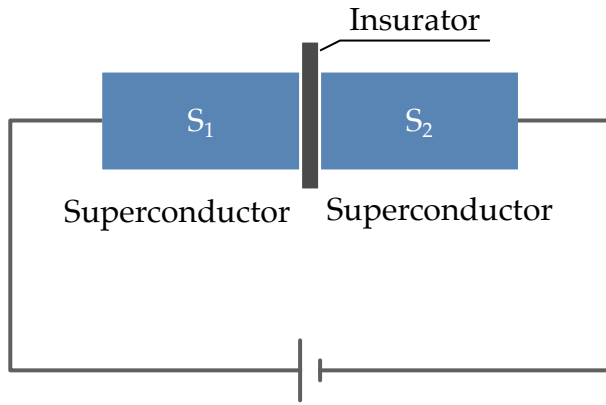 Insurator
S₁
S₂
Superconductor
Superconductor